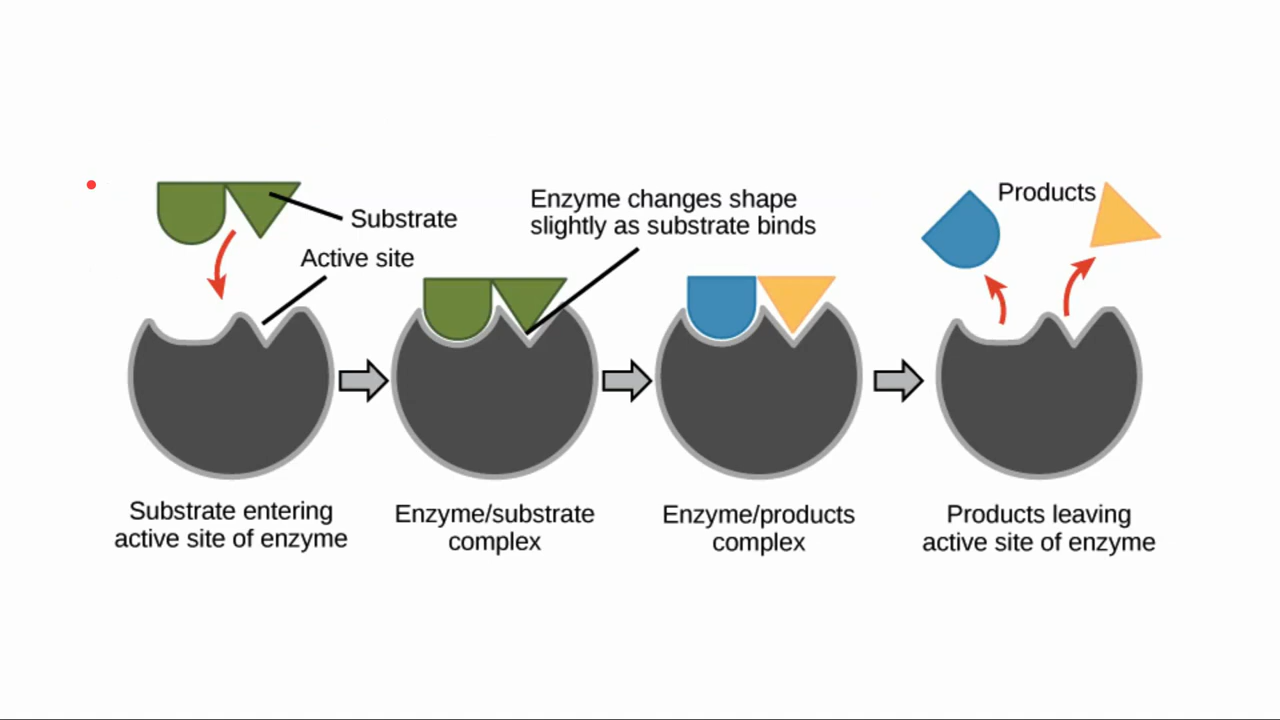 Substrate
Active site
Enzyme changes shape
slightly as substrate binds
Products
Substrate entering
active site of enzyme
Enzyme/substrate
complex
Enzyme/products
complex
Products leaving
active site of enzyme